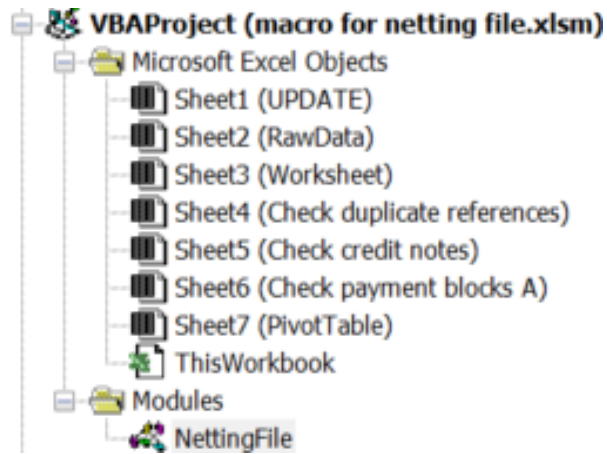 VBAProject (macro for netting file.xlsm)
Microsoft Excel Objects
Sheet1 (UPDATE)
Sheet2 (RawData)
Sheet3 (Worksheet)
Sheet4 (Check duplicate references)
Sheet5 (Check credit notes)
Sheet6 (Check payment blocks A)
Sheet7 (PivotTable)
ThisWorkbook
Modules
NettingFile